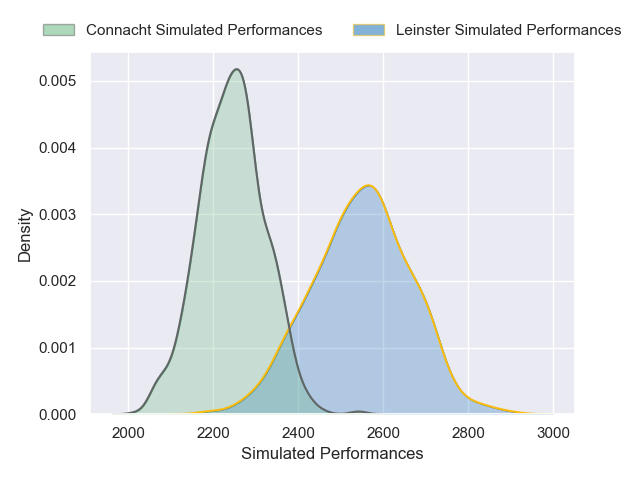 Connacht Simulated Performances
Leinster Simulated Performances
Density
0.005
0.004
0.003
0.002
0.001
0.000
2000 2200 2400 2600 2800 3000
Simulated Performances